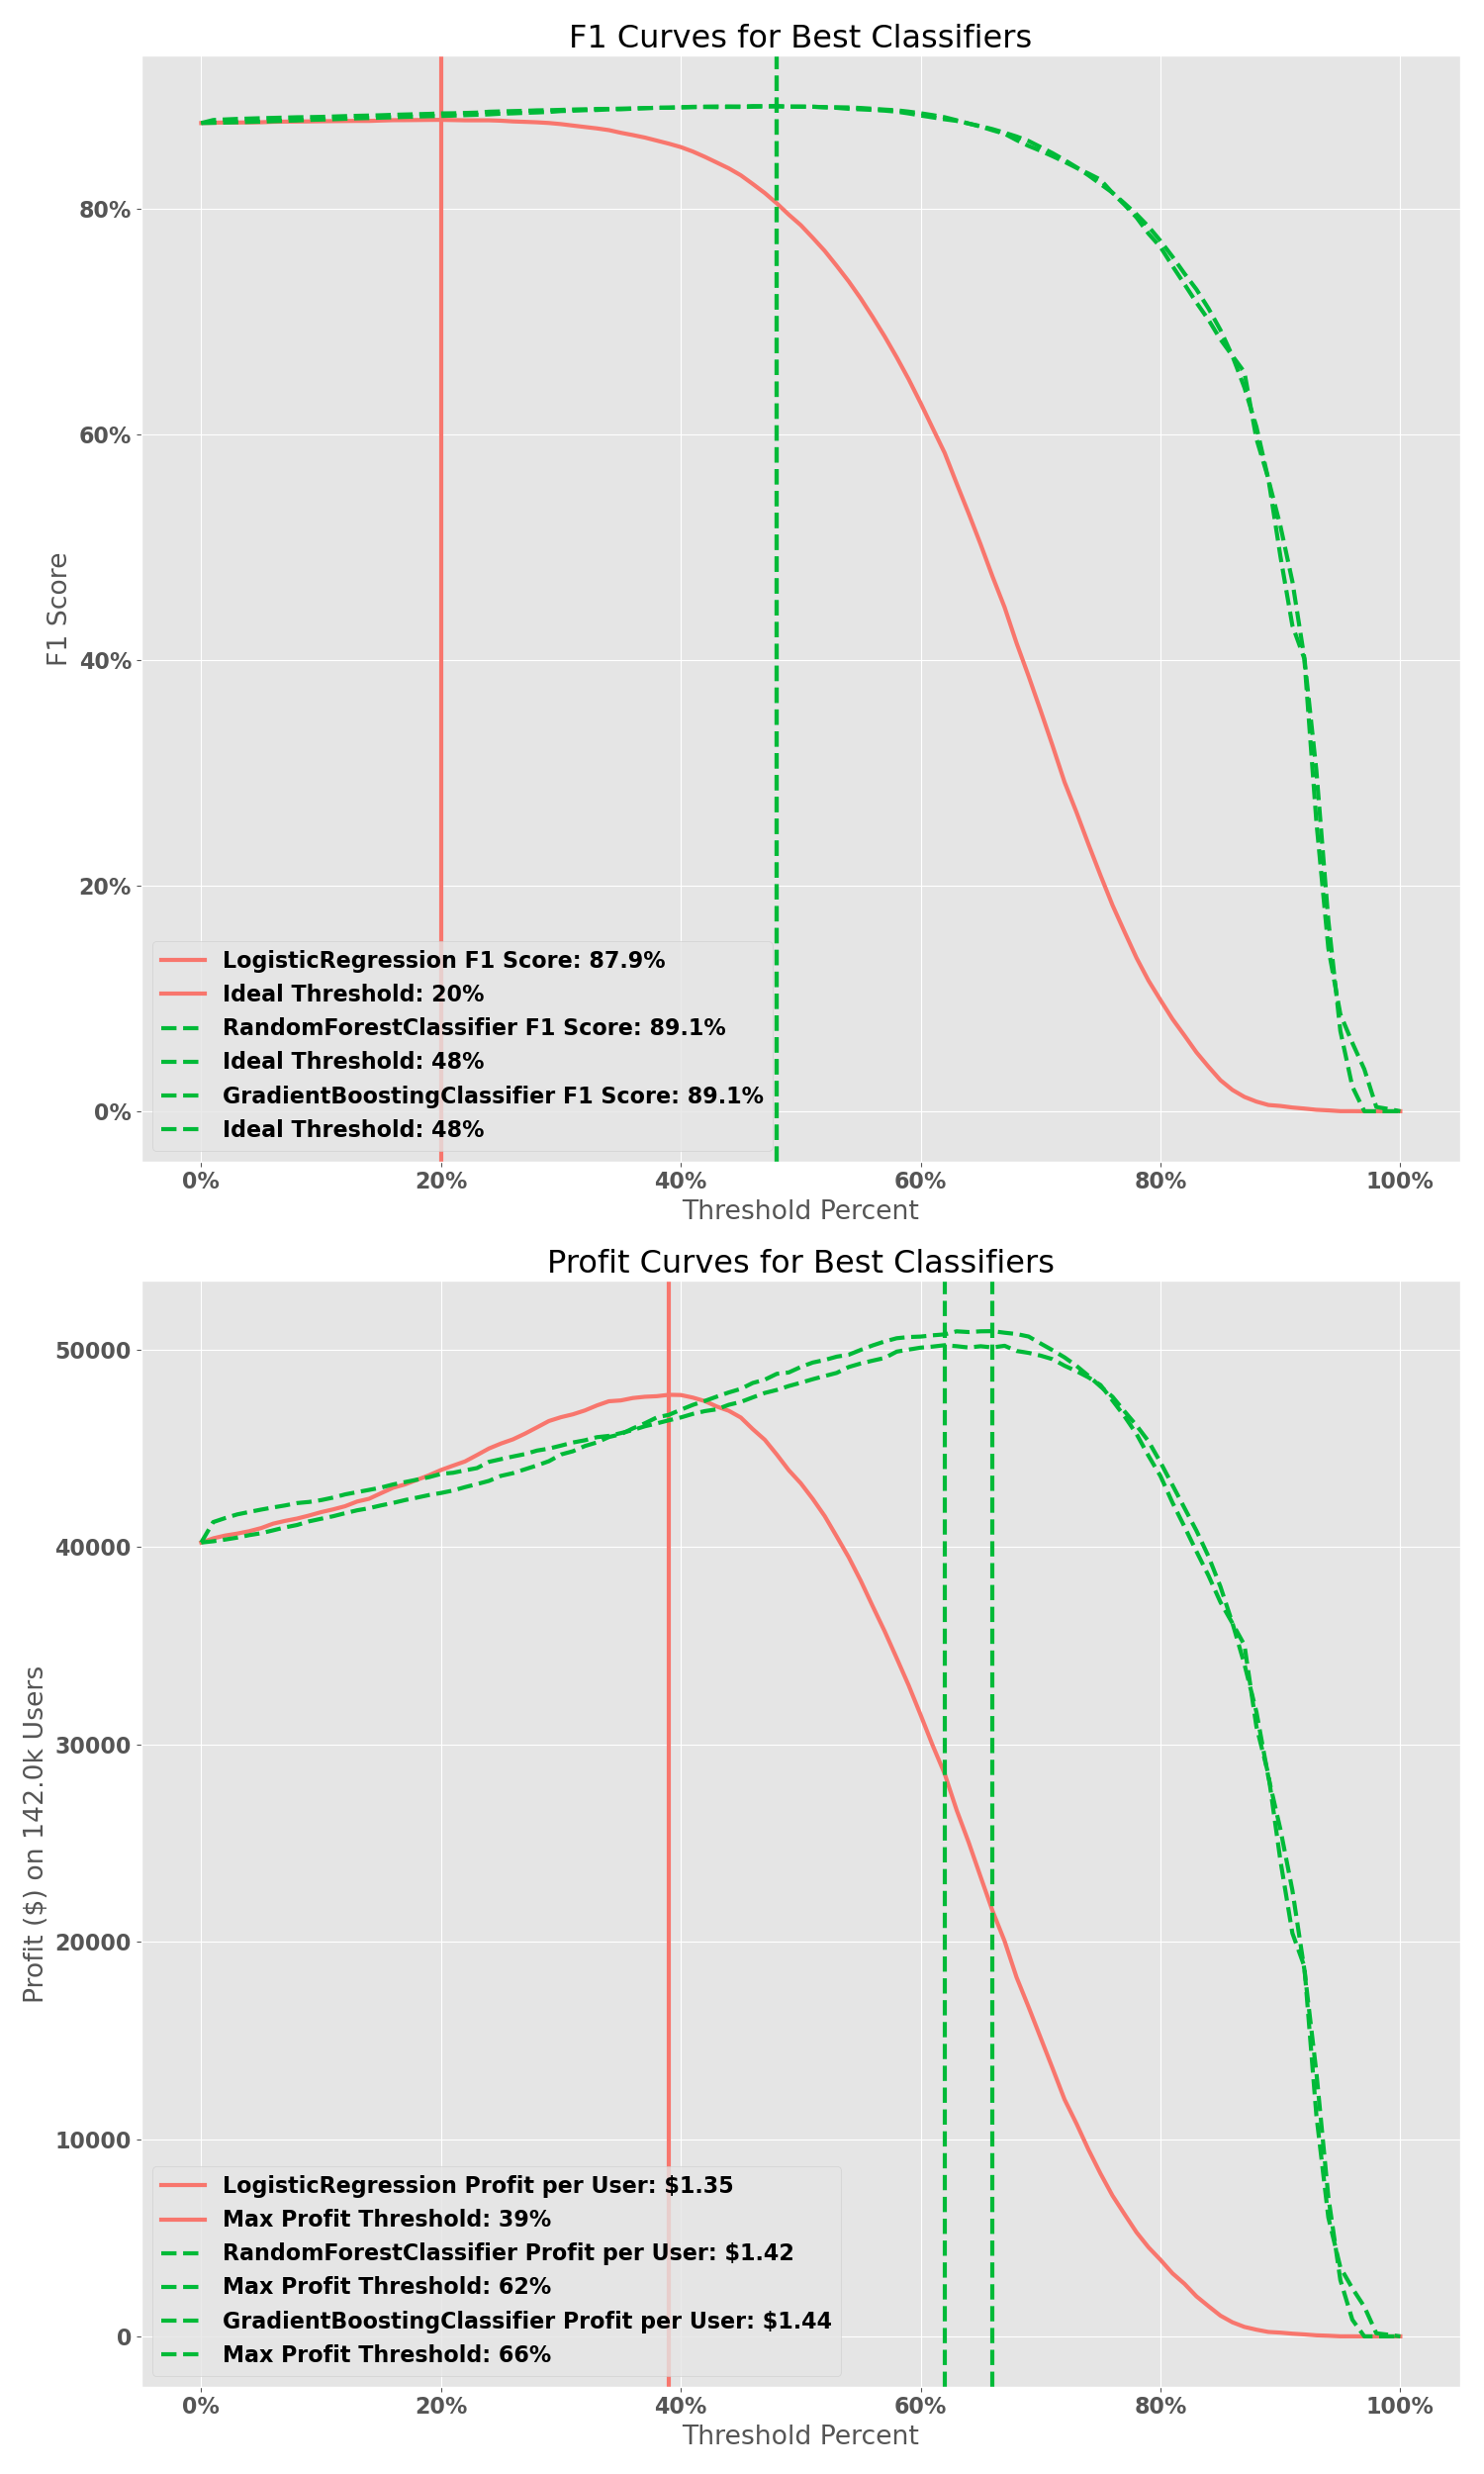 F1 Curves for Best Classifiers
80%
60%
40%
20%
0%
F1 Score
LogisticRegression F1 Score: 87.9%
Ideal Threshold: 20%
RandomForestClassifier F1 Score: 89.1%
Ideal Threshold: 48%
GradientBoostingClassifier F1 Score: 89.1%
Ideal Threshold: 48%
0% 20% 40% 60% 80% 100%
Threshold Percent
Profit Curves for Best Classifiers
50000
40000
30000
20000
10000
0
Profit ($) on 142.0k Users
LogisticRegression Profit per User: $1.35
Max Profit Threshold: 39%
RandomForestClassifier Profit per User: $1.42
Max Profit Threshold: 62%
GradientBoostingClassifier Profit per User: $1.44
Max Profit Threshold: 66%
0% 20% 40% 60% 80% 100%
Threshold Percent